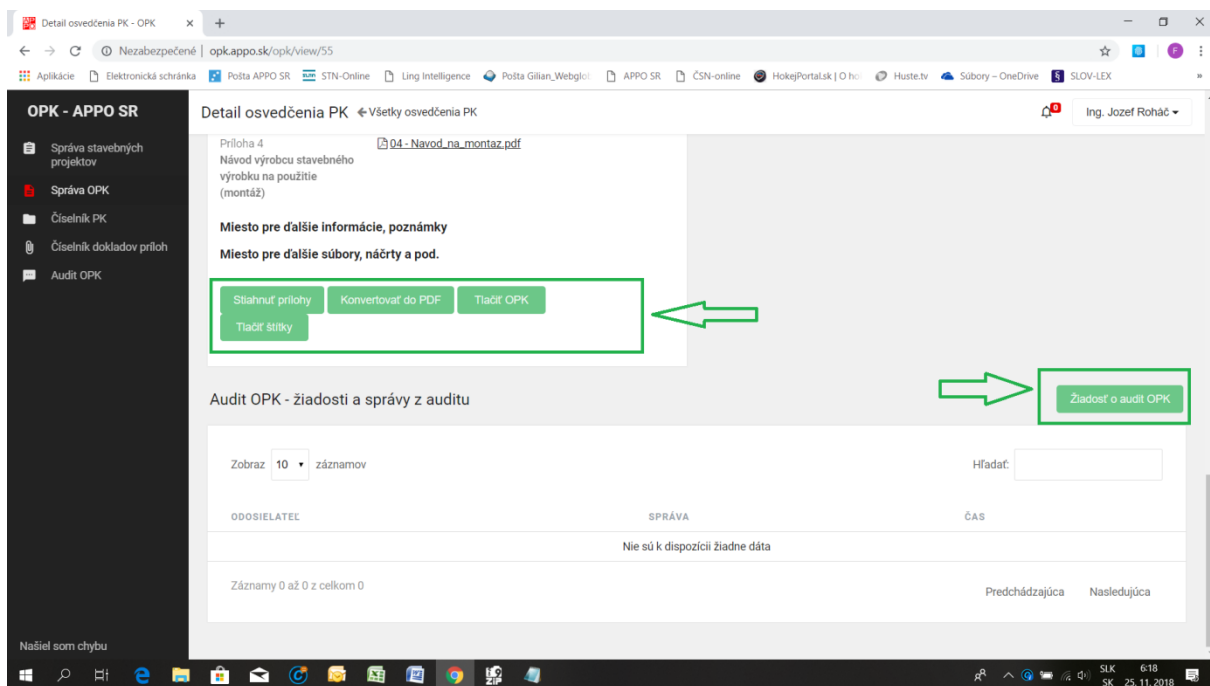 Detail osvedčenia PK - OPK
Nezabezpečené | opk.appo.sk/opk/view/55
Aplikácie Elektronická schránka Pošta APPO SR STN-Online Ling Intelligence Pošta Gilian_Webglob APPO SR ČSN-online HokejPortal.sk | O ho Huste.tv Súbory – OneDrive SLOV-LEX
OPK - APPO SR
Správa stavebných
projektov
Správa OPK
Číselník PK
Číselník dokladov príloh
Audit OPK
Našiel som chybu
Detail osvedčenia PK Všetky osvedčenia PK
0 Ing. Jozef Roháč
Príloha 4 04 - Navod_na_montaz.pdf
Návod výrobcu stavebného
výrobku na použitie
(montáž)
Miesto pre ďalšie informácie, poznámky
Miesto pre ďalšie súbory, náčrty a pod.
Stiahnuť prílohy Konvertovať do PDF Tlačiť OPK
Tlačiť štítky
Audit OPK - žiadosti a správy z auditu
Žiadosť o audit OPK
Zobraz 10 záznamov
Hľadať:
ODOSIELATEĽ SPRÁVA ČAS
Nie sú k dispozícii žiadne dáta
Záznamy 0 až 0 z celkom 0
Predchádzajúca Nasledujúca
SLK 6:18
SK 25.11.2018